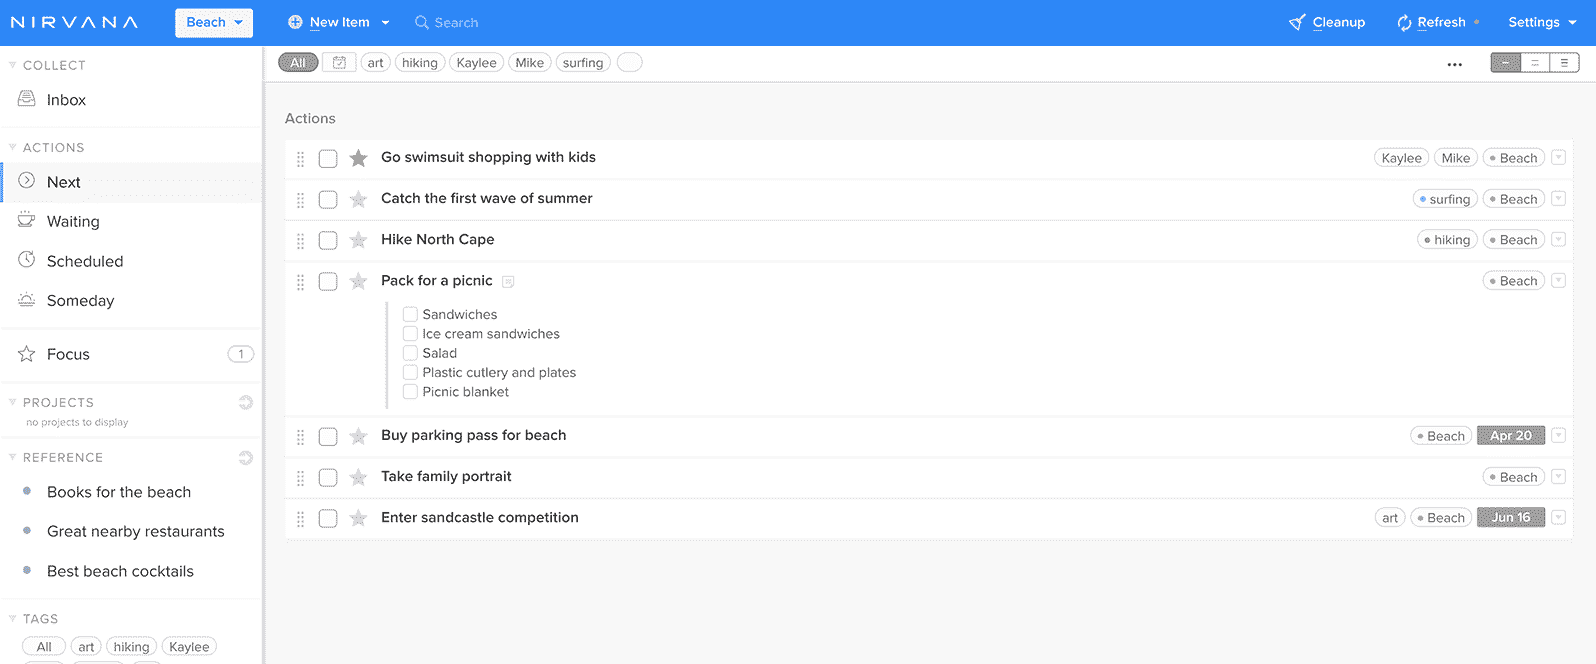 NIRVANA Beach New Item Search Cleanup Refresh Settings
COLLECT
Inbox
ACTIONS
Next
Waiting
Scheduled
Someday
Focus 1
PROJECTS
no projects to display
REFERENCE
Books for the beach
Great nearby restaurants
Best beach cocktails
TAGS
All art hiking Kaylee
All art hiking Kaylee Mike surfing
Actions
Go swimsuit shopping with kids Kaylee Mike Beach
Catch the first wave of summer surfing Beach
Hike North Cape hiking Beach
Pack for a picnic Beach
Sandwiches
Ice cream sandwiches
Salad
Plastic cutlery and plates
Picnic blanket
Buy parking pass for beach Beach Apr 20
Take family portrait Beach
Enter sandcastle competition art Beach Jun 16